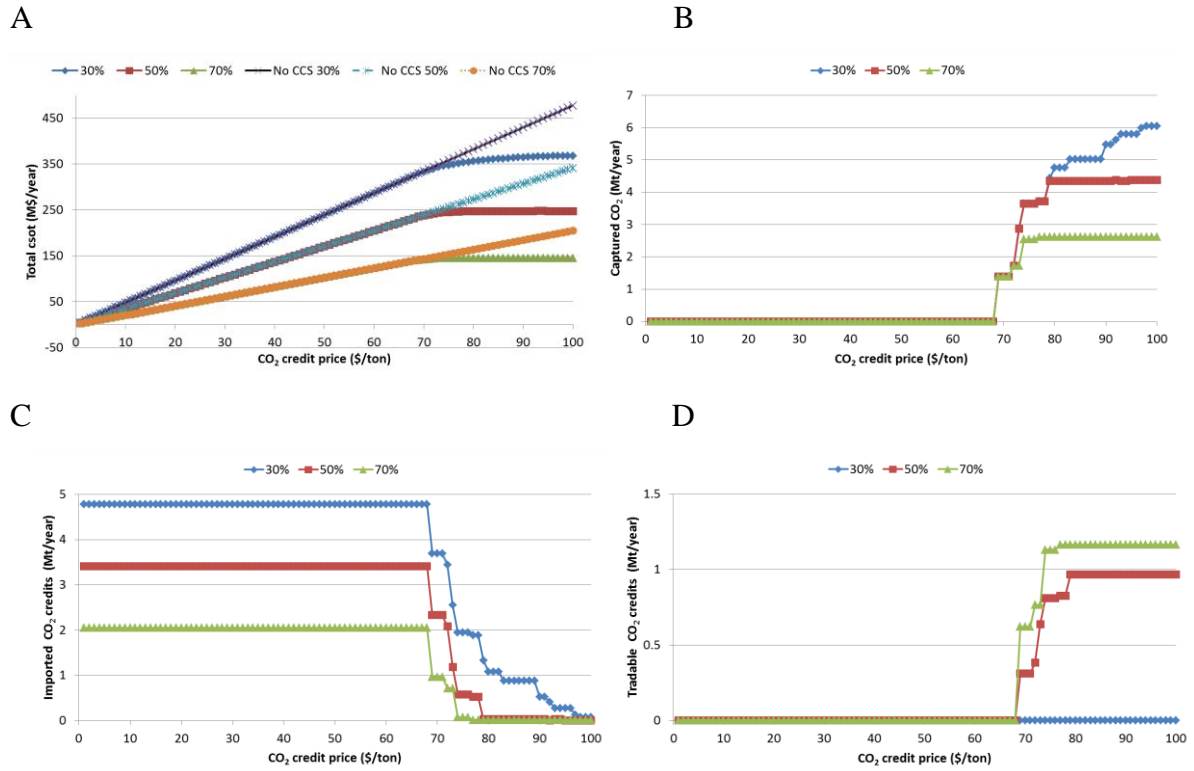 A
30% 50% 70% No CCS 30% No CCS 50% No CCS 70%
Total csot (M$/year)
450
350
250
150
50
-50
0 10 20 30 40 50 60 70 80 90 100
CO₂ credit price ($/ton)
B
30% 50% 70%
Captured CO₂ (Mt/year)
7
6
5
4
3
2
1
0
0 10 20 30 40 50 60 70 80 90 100
CO₂ credit price ($/ton)
C
30% 50% 70%
Imported CO₂ credits (Mt/year)
5
4
3
2
1
0
0 10 20 30 40 50 60 70 80 90 100
CO₂ credit price ($/ton)
D
30% 50% 70%
Tradable CO₂ credits (Mt/year)
1.5
1
0.5
0
0 10 20 30 40 50 60 70 80 90 100
CO₂ credit price ($/ton)